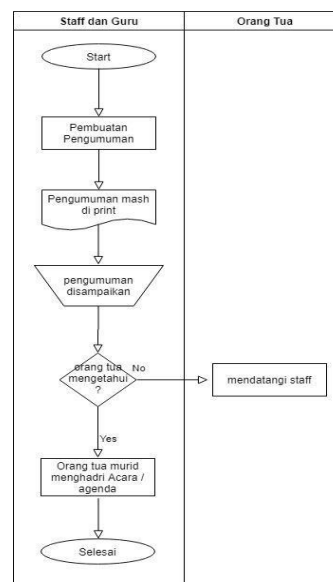 Staff dan Guru
Orang Tua
Start
Pembuatan
Pengumuman
Pengumuman mash
di print
pengumuman
disampaikan
orang tua
mengetahui
?
No
mendatangi staff
Yes
Orang tua murid
menghadri Acara /
agenda
Selesai